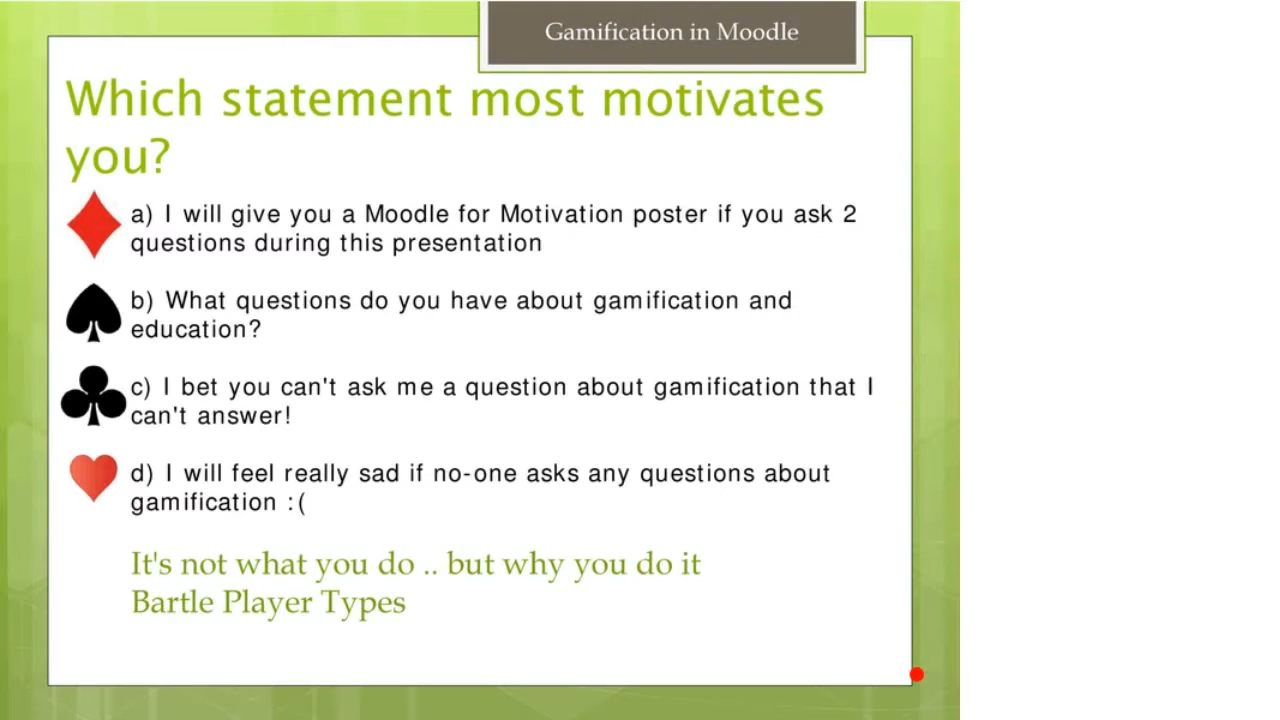 Gamification in Moodle
Which statement most motivates
you?
a) I will give you a Moodle for Motivation poster if you ask 2
questions during this presentation
b) What questions do you have about gamification and
education?
c) I bet you can't ask me a question about gamification that I
can't answer!
d) I will feel really sad if no-one asks any questions about
gamification :(
It's not what you do .. but why you do it
Bartle Player Types